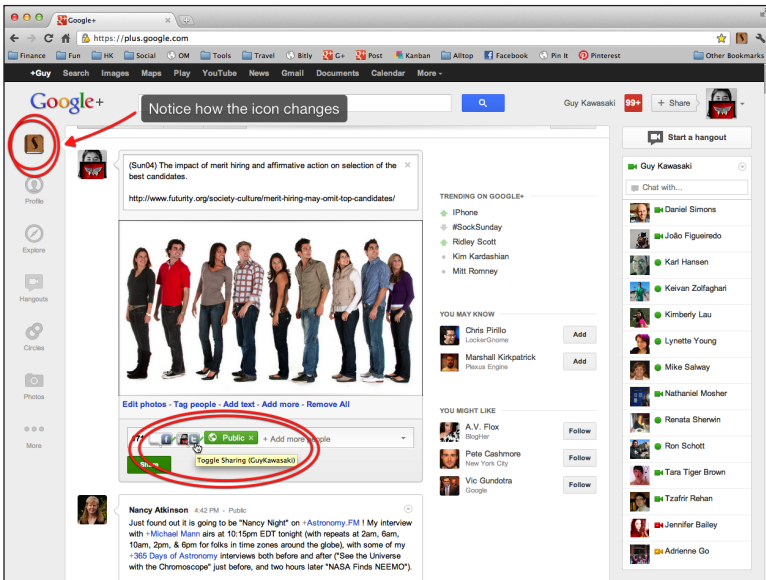 Google+
https://plus.google.com
Finance Fun HK Social OM Tools Travel Bitly G+ Post Kanban Alltop Facebook Pin It Pinterest Other Bookmarks
+Guy Search Images Maps Play YouTube News Gmail Documents Calendar More
Google+
Notice how the icon changes
Guy Kawasaki 99+ + Share
S
Profile
Explore
Hangouts
Circles
Photos
More
(Sun04) The impact of merit hiring and affirmative action on selection of the
best candidates.
http://www.futurity.org/society-culture/merit-hiring-may-omit-top-candidates/
Edit photos - Tag people - Add text - Add more - Remove All
Public × + Add more people
Toggle Sharing (GuyKawasaki)
Share
Nancy Atkinson 4:42 PM - Public
Just found out it is going to be "Nancy Night" on +Astronomy.FM ! My interview
with +Michael Mann airs at 10:15pm EDT tonight (with repeats at 2am, 6am,
10am, 2pm, & 6pm for folks in time zones around the globe), with some of my
+365 Days of Astronomy interviews both before and after ("See the Universe
with the Chromoscope" just before, and two hours later "NASA Finds NEEMO").
TRENDING ON GOOGLE+
IPhone
#SockSunday
Ridley Scott
Kim Kardashian
Mitt Romney
YOU MAY KNOW
Chris Pirillo
LockerGnome
Add
Marshall Kirkpatrick
Plexus Engine
Add
YOU MIGHT LIKE
A.V. Flox
BlogHer
Follow
Pete Cashmore
New York City
Follow
Vic Gundotra
Google
Follow
Start a hangout
Guy Kawasaki
Chat with...
Daniel Simons
João Figueiredo
Karl Hansen
Keivan Zolfaghari
Kimberly Lau
Lynette Young
Mike Salway
Nathaniel Mosher
Renata Sherwin
Ron Schott
Tara Tiger Brown
Tzafrir Rehan
Jennifer Bailey
Adrienne Go